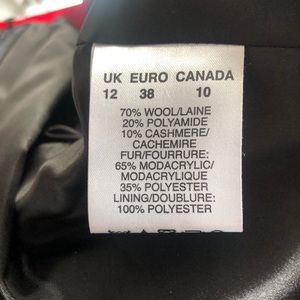 UK EURO CANADA
12 38 10
70% WOOL/LAINE
20% POLYAMIDE
10% CASHMERE/
CACHEMIRE
FUR/FOURRURE:
65% MODACRYLIC/
MODACRYLIQUE
35% POLYESTER
LINING/DOUBLURE:
100% POLYESTER